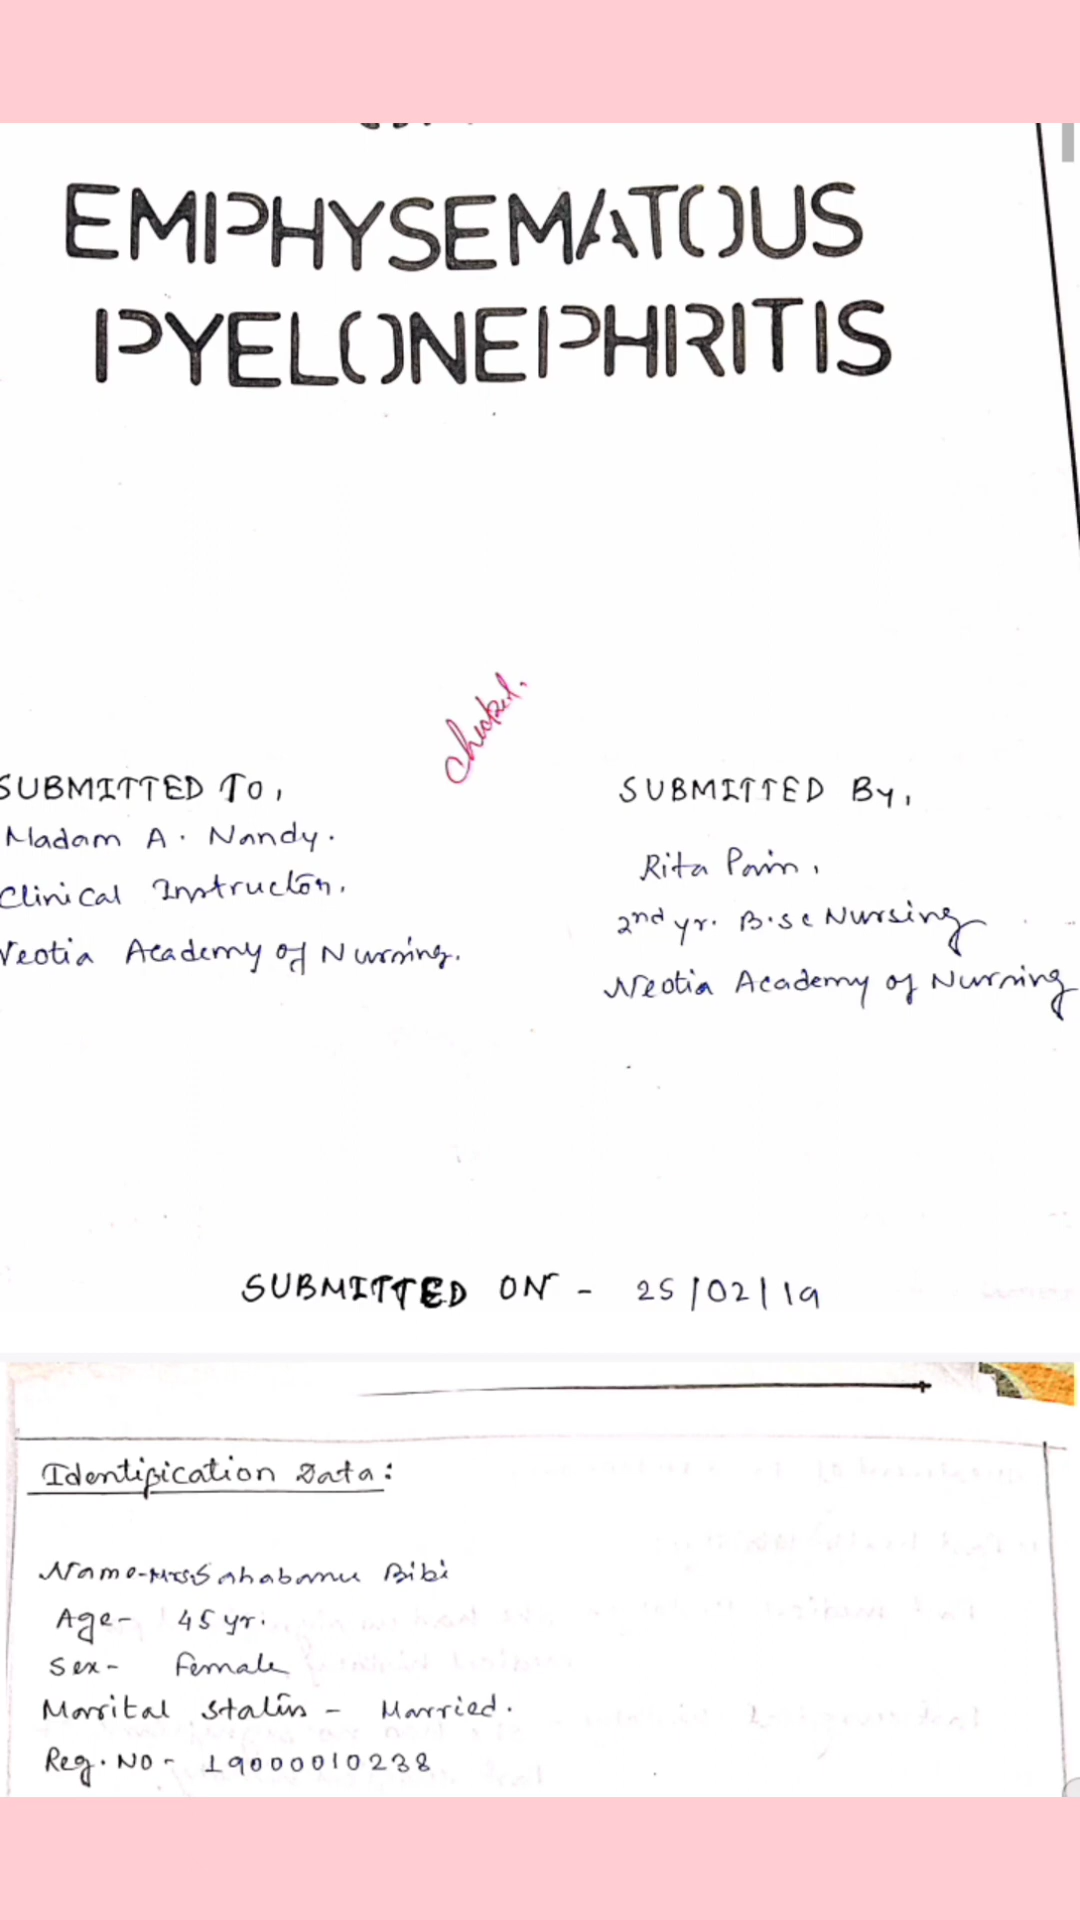 EMPHYSEMATOUS
PYELONEPHRITIS
checked.
SUBMITTED TO,
Madam A. Nandy.
Clinical Instructor.
Neotia Academy of Nursing.
SUBMITTED By,
Rita Pain,
2nd yr. B.sc Nursing
Neotia Academy of Nursing
SUBMITTED ON - 25/02/19
Identification Data:
Name-Mrs Sahabanu Bibi
Age- 45 yr.
Sex- Female
Marital Status - Married.
Reg. No - 19000010238